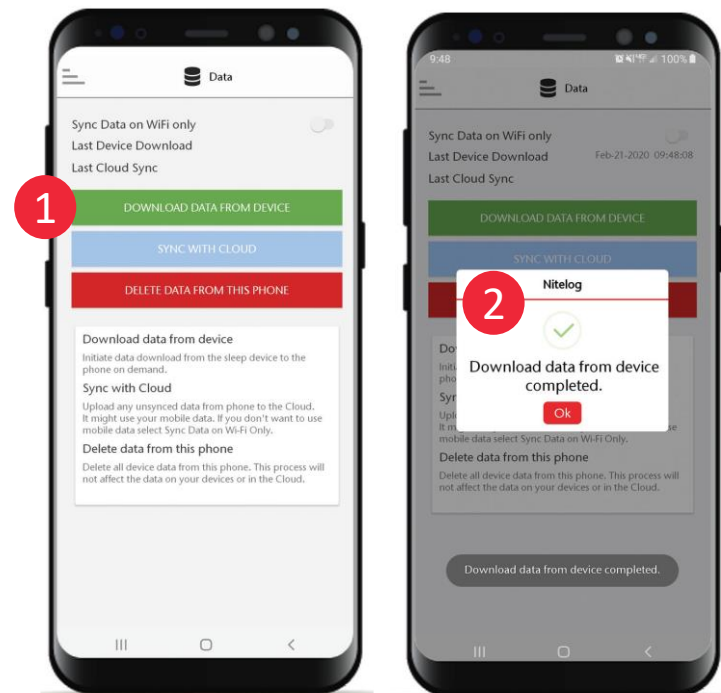 Data
Sync Data on WiFi only
Last Device Download
Last Cloud Sync
1
DOWNLOAD DATA FROM DEVICE
SYNC WITH CLOUD
DELETE DATA FROM THIS PHONE
Download data from device
Initiate data download from the sleep device to the
phone on demand.
Sync with Cloud
Upload any unsynced data from phone to the Cloud.
It might use your mobile data. If you don't want to use
mobile data select Sync Data on Wi-Fi Only.
Delete data from this phone
Delete all device data from this phone. This process will
not affect the data on your devices or in the Cloud.
9:48 100%
Data
Sync Data on WiFi only
Last Device Download Feb-21-2020 09:48:08
Last Cloud Sync
DOWNLOAD DATA FROM DEVICE
SYNC WITH CLOUD
2
Nitelog
Download data from device
completed.
Ok
mobile data select Sync Data on Wi-Fi Only.
Delete data from this phone
Delete all device data from this phone. This process will
not affect the data on your devices or in the Cloud.
Download data from device completed.